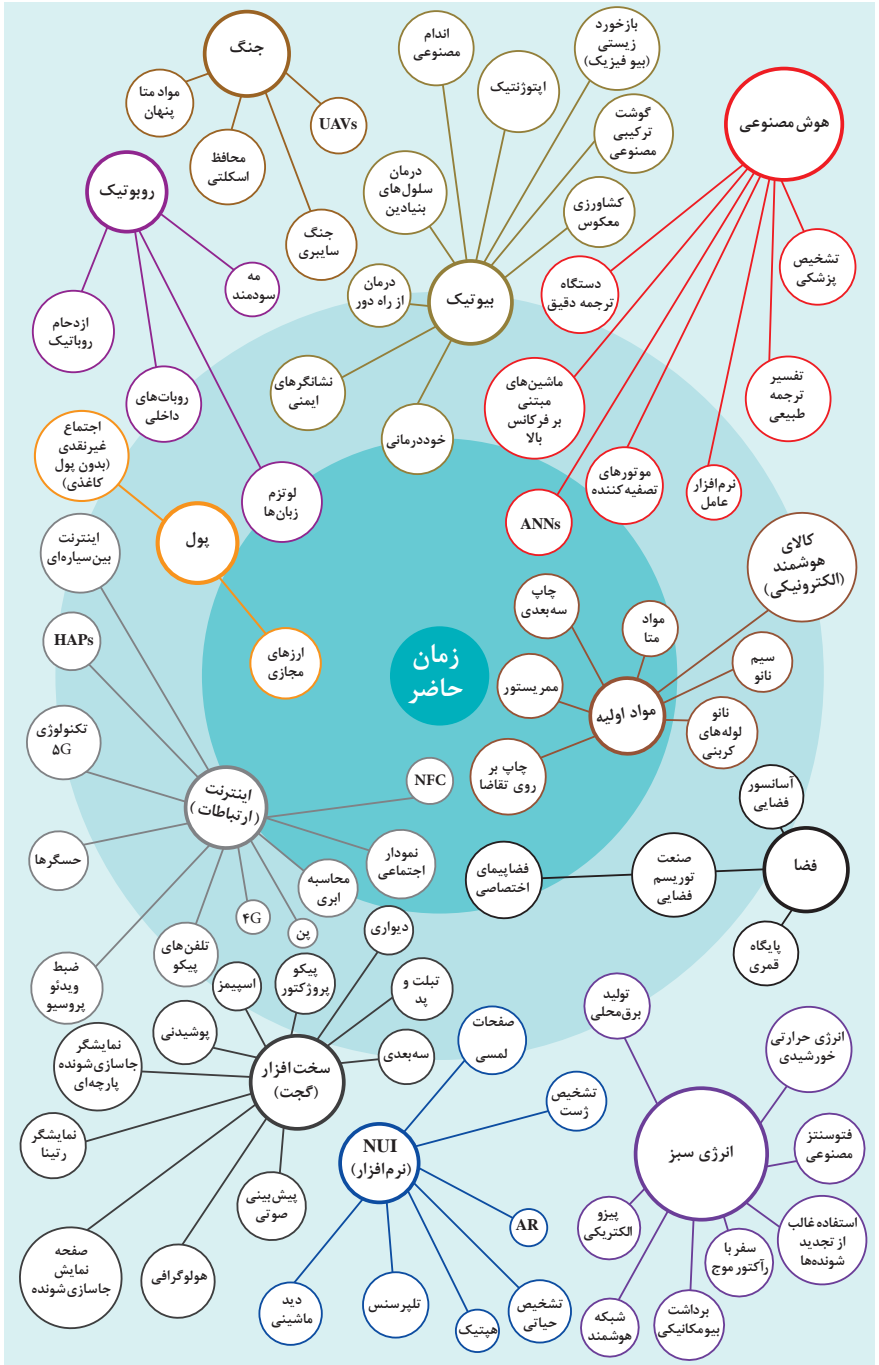 جنگ
مواد متا
پنهان
محافظ
اسکلتی
UAVs
جنگ
سایبری
اندام
مصنوعی
بازخورد
زیستی
(بیو فیزیک)
اپتوژنتیک
گوشت
ترکیبی
مصنوعی
درمان
سلول‌های
بنیادین
کشاورزی
معکوس
بیوتیک
درمان
از راه دور
نشانگرهای
ایمنی
خوددرمانی
هوش مصنوعی
تشخیص
پزشکی
دستگاه
ترجمه دقیق
تفسیر
ترجمه
طبیعی
ماشین‌های
مبتنی
بر فرکانس
بالا
موتورهای
تصفیه‌کننده
نرم‌افزار
عامل
ANNs
روبوتیک
مه
سودمند
ازدحام
روباتیک
روبات‌های
داخلی
لوتزم
زبان‌ها
اجتماع
غیرنقدی
(بدون پول
کاغذی)
پول
ارزهای
مجازی
زمان
حاضر
کالای
هوشمند
(الکترونیکی)
چاپ
سه‌بعدی
مواد
متا
سیم
نانو
ممریستور
مواد اولیه
نانو
لوله‌های
کربنی
چاپ بر
روی تقاضا
اینترنت
بین‌سیاره‌ای
HAPs
تکنولوژی
۵G
اینترنت
(ارتباطات)
NFC
حسگرها
نمودار
اجتماعی
محاسبه
ابری
۴G
پن
تلفن‌های
پیکو
ضبط
ویدئو
پروسیو
آسانسور
فضایی
فضا
صنعت
توریسم
فضایی
فضاپیمای
اختصاصی
پایگاه
قمری
دیواری
پیکو
پروژکتور
اسپیمز
تبلت و
پد
پوشیدنی
سه‌بعدی
نمایشگر
جاسازی‌شونده
پارچه‌ای
سخت‌افزار
(گجت)
نمایشگر
رتینا
پیش‌بینی
صوتی
هولوگرافی
صفحه
نمایش
جاسازی‌شونده
صفحات
لمسی
تشخیص
ژست
NUI
(نرم‌افزار)
AR
تشخیص
حیاتی
هپتیک
تلپرسنس
دید
ماشینی
تولید
برق‌محلی
انرژی حرارتی
خورشیدی
انرژی سبز
فتوسنتز
مصنوعی
استفاده غالب
از تجدید
شونده‌ها
پیزو
الکتریکی
سفر با
رآکتور موج
برداشت
بیومکانیکی
شبکه
هوشمند